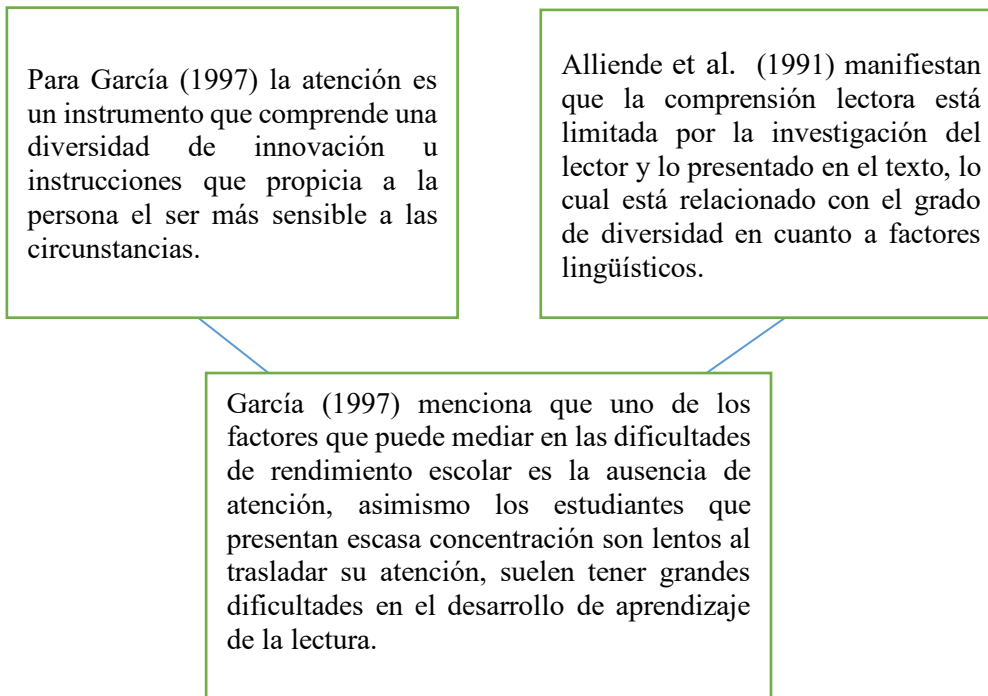 Para García (1997) la atención es
un instrumento que comprende una
diversidad de innovación u
instrucciones que propicia a la
persona el ser más sensible a las
circunstancias.
Alliende et al. (1991) manifiestan
que la comprensión lectora está
limitada por la investigación del
lector y lo presentado en el texto, lo
cual está relacionado con el grado
de diversidad en cuanto a factores
lingüísticos.
García (1997) menciona que uno de los
factores que puede mediar en las dificultades
de rendimiento escolar es la ausencia de
atención, asimismo los estudiantes que
presentan escasa concentración son lentos al
trasladar su atención, suelen tener grandes
dificultades en el desarrollo de aprendizaje
de la lectura.